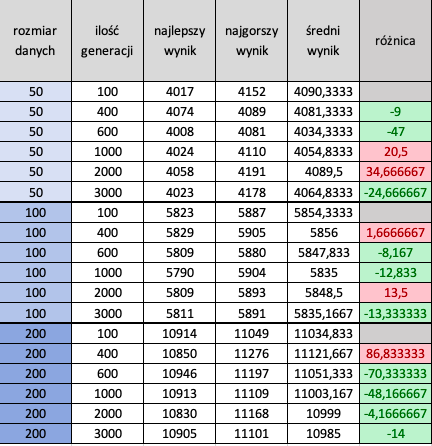 rozmiar danych ilość generacji najlepszy wynik najgorszy wynik średni wynik różnica
50 100 4017 4152 4090,3333
50 400 4074 4089 4081,3333 -9
50 600 4008 4081 4034,3333 -47
50 1000 4024 4110 4054,8333 20,5
50 2000 4058 4191 4089,5 34,666667
50 3000 4023 4178 4064,8333 -24,666667
100 100 5823 5887 5854,3333
100 400 5829 5905 5856 1,6666667
100 600 5809 5880 5847,833 -8,167
100 1000 5790 5904 5835 -12,833
100 2000 5809 5893 5848,5 13,5
100 3000 5811 5891 5835,1667 -13,333333
200 100 10914 11049 11034,833
200 400 10850 11276 11121,667 86,833333
200 600 10946 11197 11051,333 -70,333333
200 1000 10913 11109 11003,167 -48,166667
200 2000 10830 11168 10999 -4,1666667
200 3000 10905 11101 10985 -14